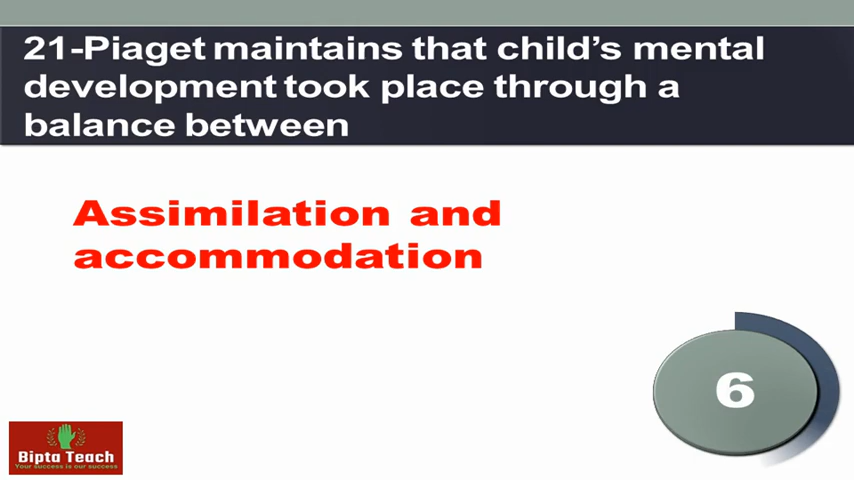 21-Piaget maintains that child's mental
development took place through a
balance between
Assimilation and
accommodation
6
Bipta Teach
Your success is our success